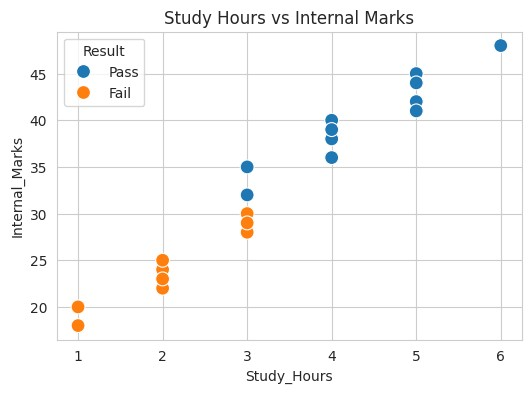 Study Hours vs Internal Marks
Result
Pass
Fail
Internal_Marks
45
40
35
30
25
20
1 2 3 4 5 6
Study_Hours